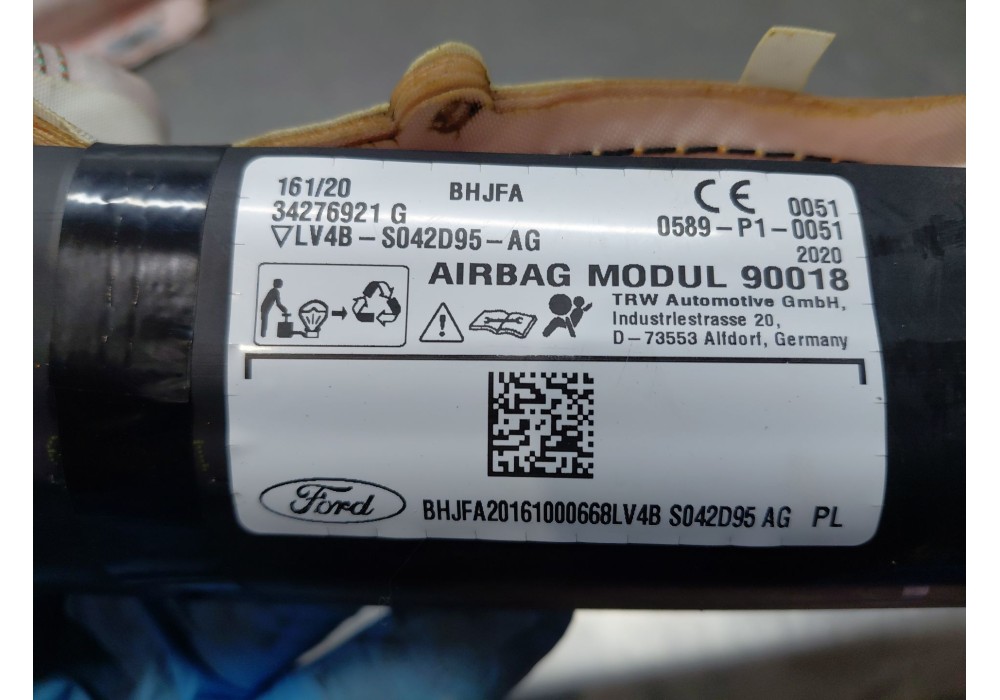 161/20 BHJFA CE 0051
34276921 G 0589-P1-0051
▽LV4B-S042D95-AG 2020
AIRBAG MODUL 90018
TRW Automotive GmbH,
Industriestrasse 20,
D-73553 Alfdorf, Germany
Ford
BHJFA20161000668LV4B S042D95 AG PL